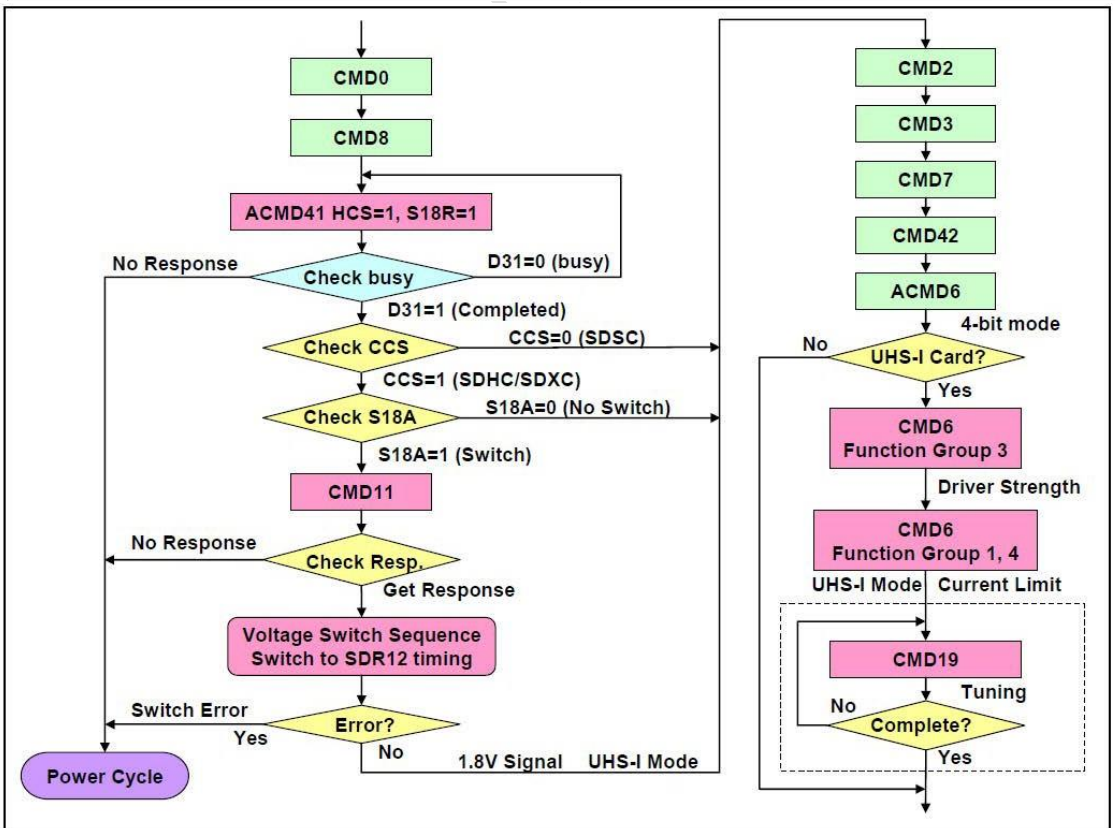 CMD0
CMD8
ACMD41 HCS=1, S18R=1
No Response
D31=0 (busy)
Check busy
D31=1 (Completed)
Check CCS
CCS=0 (SDSC)
CCS=1 (SDHC/SDXC)
Check S18A
S18A=0 (No Switch)
S18A=1 (Switch)
CMD11
No Response
Check Resp.
Get Response
Voltage Switch Sequence
Switch to SDR12 timing
Switch Error
Yes
Error?
No
1.8V Signal
UHS-I Mode
Power Cycle
CMD2
CMD3
CMD7
CMD42
ACMD6
4-bit mode
No
UHS-I Card?
Yes
CMD6
Function Group 3
Driver Strength
CMD6
Function Group 1, 4
UHS-I Mode
Current Limit
CMD19
Tuning
No
Complete?
Yes